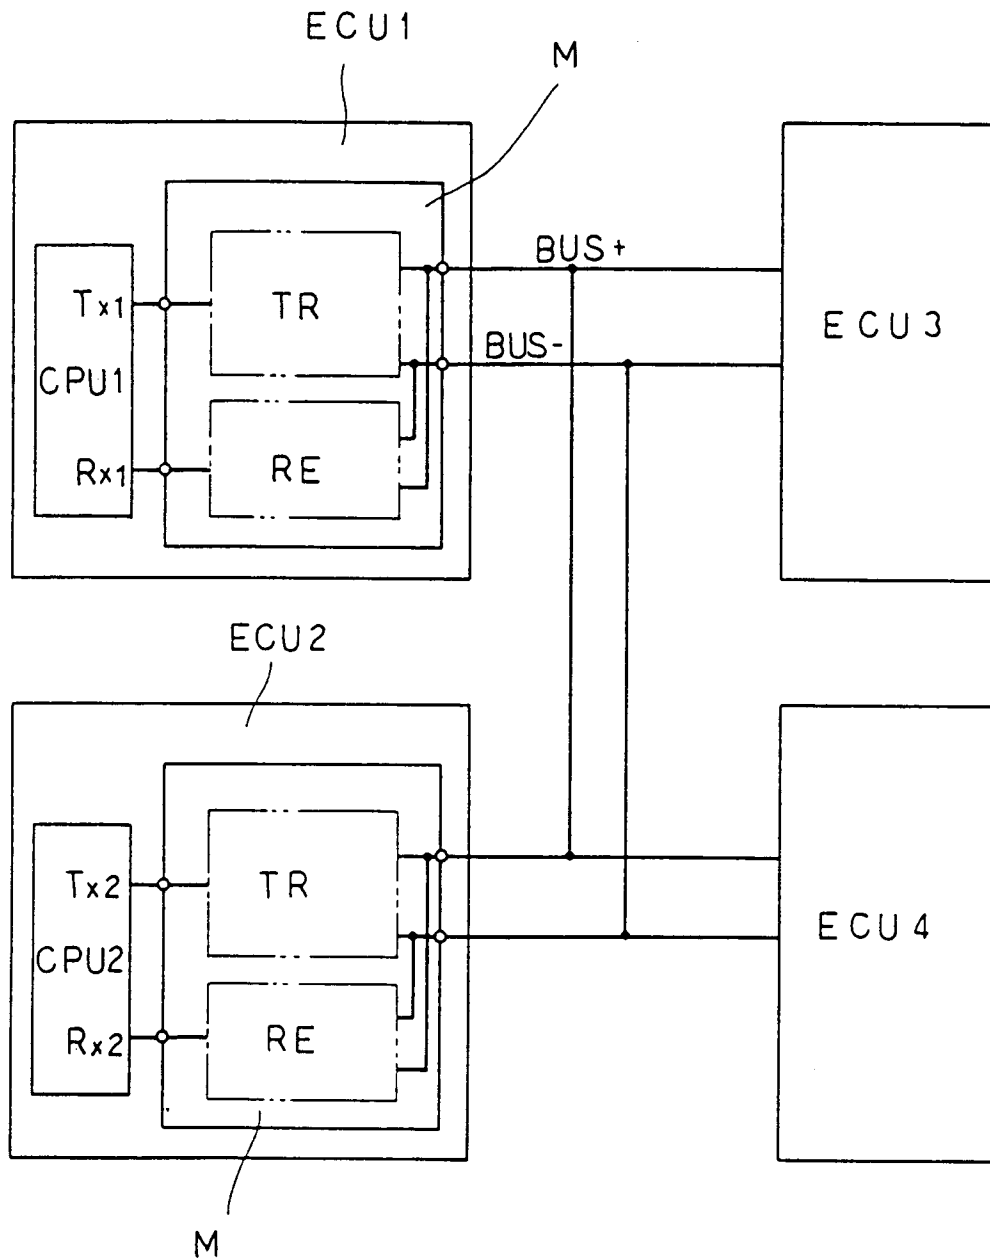 ECU1
M
BUS+
Tx1
TR
ECU3
BUS-
CPU1
Rx1
RE
ECU2
Tx2
TR
ECU4
CPU2
Rx2
RE
M